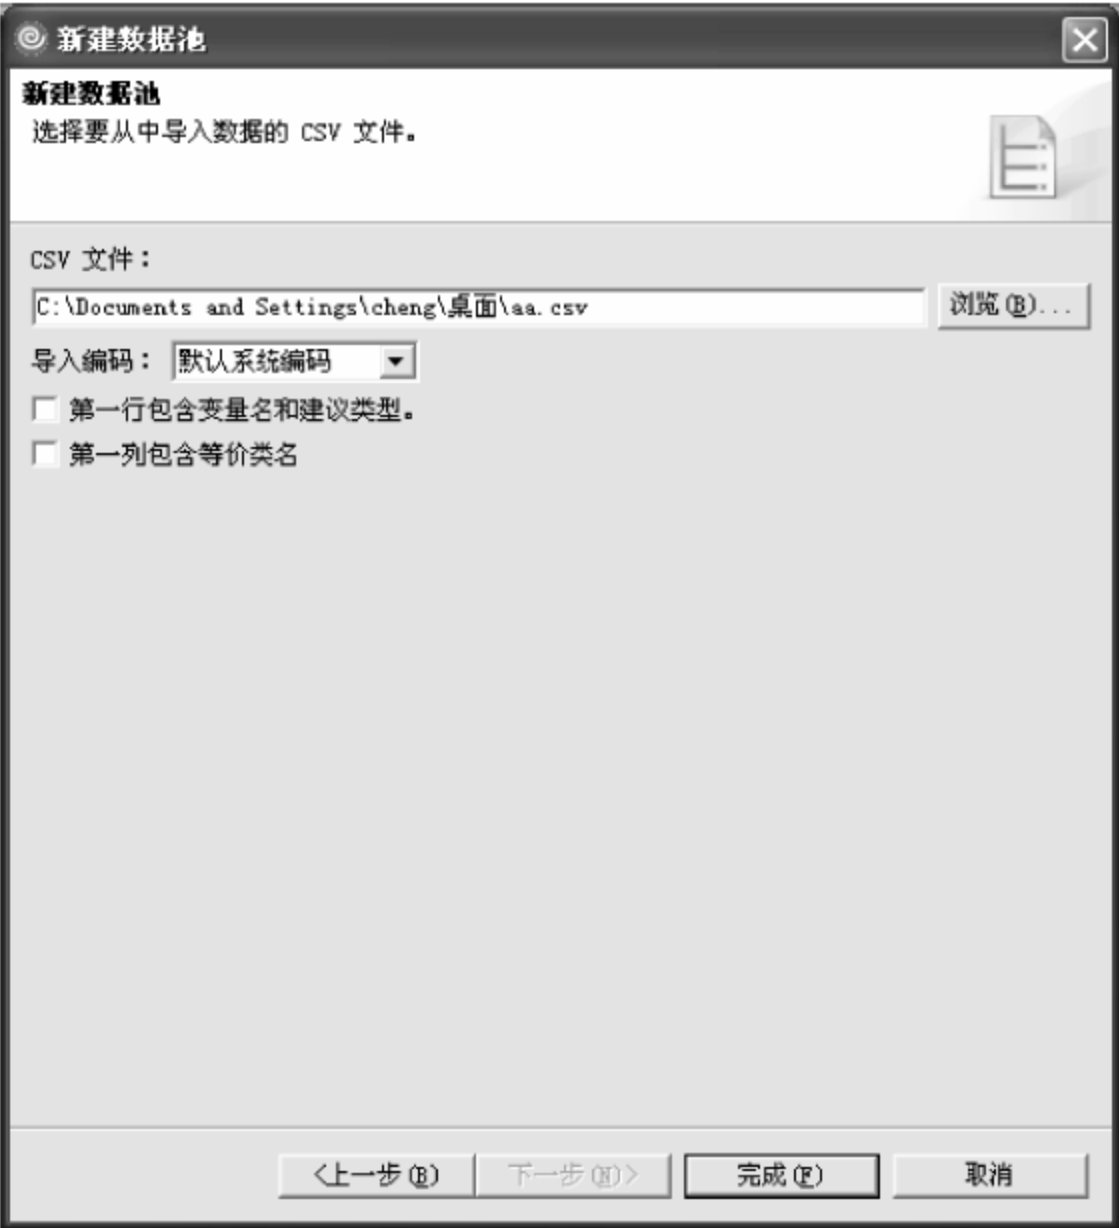 新建数据池
新建数据池
选择要从中导入数据的 CSV 文件。
CSV 文件：
C:\Documents and Settings\cheng\桌面\aa.csv 浏览(B)...
导入编码： 默认系统编码
第一行包含变量名和建议类型。
第一列包含等价类名
<上一步(B) 下一步(N)> 完成(F) 取消